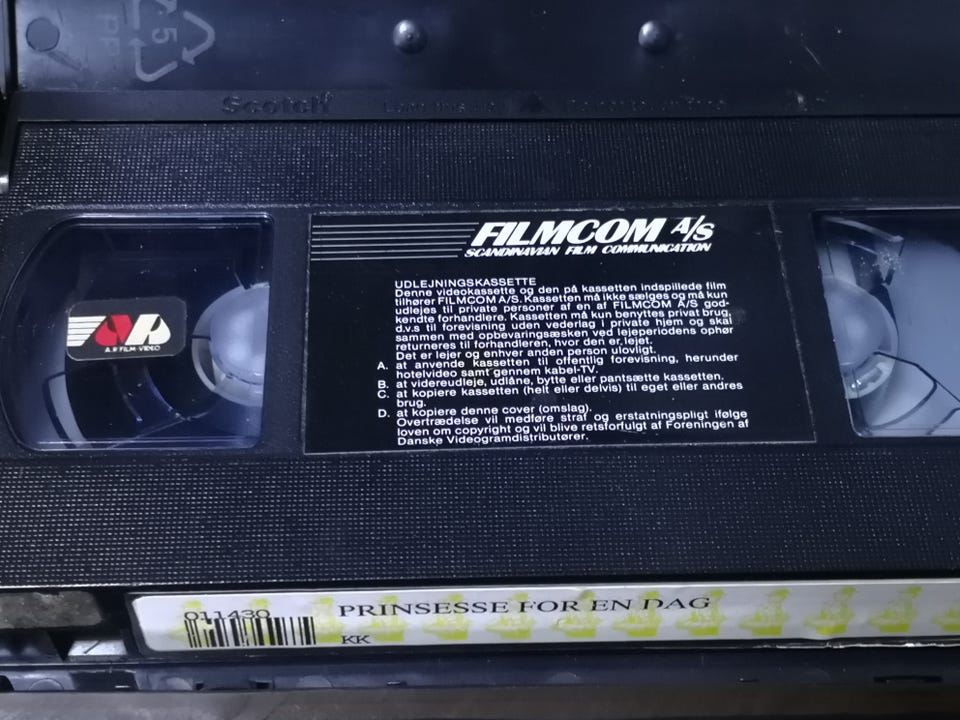 5
PP
Scotch
FILMCOM A/S
SCANDINAVIAN FILM COMMUNICATION
UDLEJNINGSKASSETTE
Denne videokassette og den på kassetten indspillede film
tilhører FILMCOM A/S. Kassetten må ikke sælges og må kun
udlejes til private personer af en af FILMCOM A/S god-
kendte forhandlere. Kassetten må kun benyttes privat brug,
d.v.s til forevisning uden vederlag i private hjem og skal
sammen med opbevaringsæsken ved lejeperiodens ophør
returneres til forhandleren, hvor den er lejet.
Det er lejer og enhver anden person ulovligt.
A. at anvende kassetten til offentlig forevisning, herunder
hotelvideo samt gennem kabel-TV.
B. at videreudleje, udlåne, bytte eller pantsætte kassetten.
C. at kopiere kassetten (helt eller delvis) til eget eller andres
brug.
D. at kopiere denne cover (omslag).
Overtrædelse vil medføre straf og erstatningspligt ifølge
loven om copyright og vil blive retsforfulgt af Foreningen af
Danske Videogramdistributører.
A.P. FILM-VIDEO
011430
PRINSESSE FOR EN DAG
KK